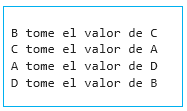 B tome el valor de C
C tome el valor de A
A tome el valor de D
D tome el valor de B